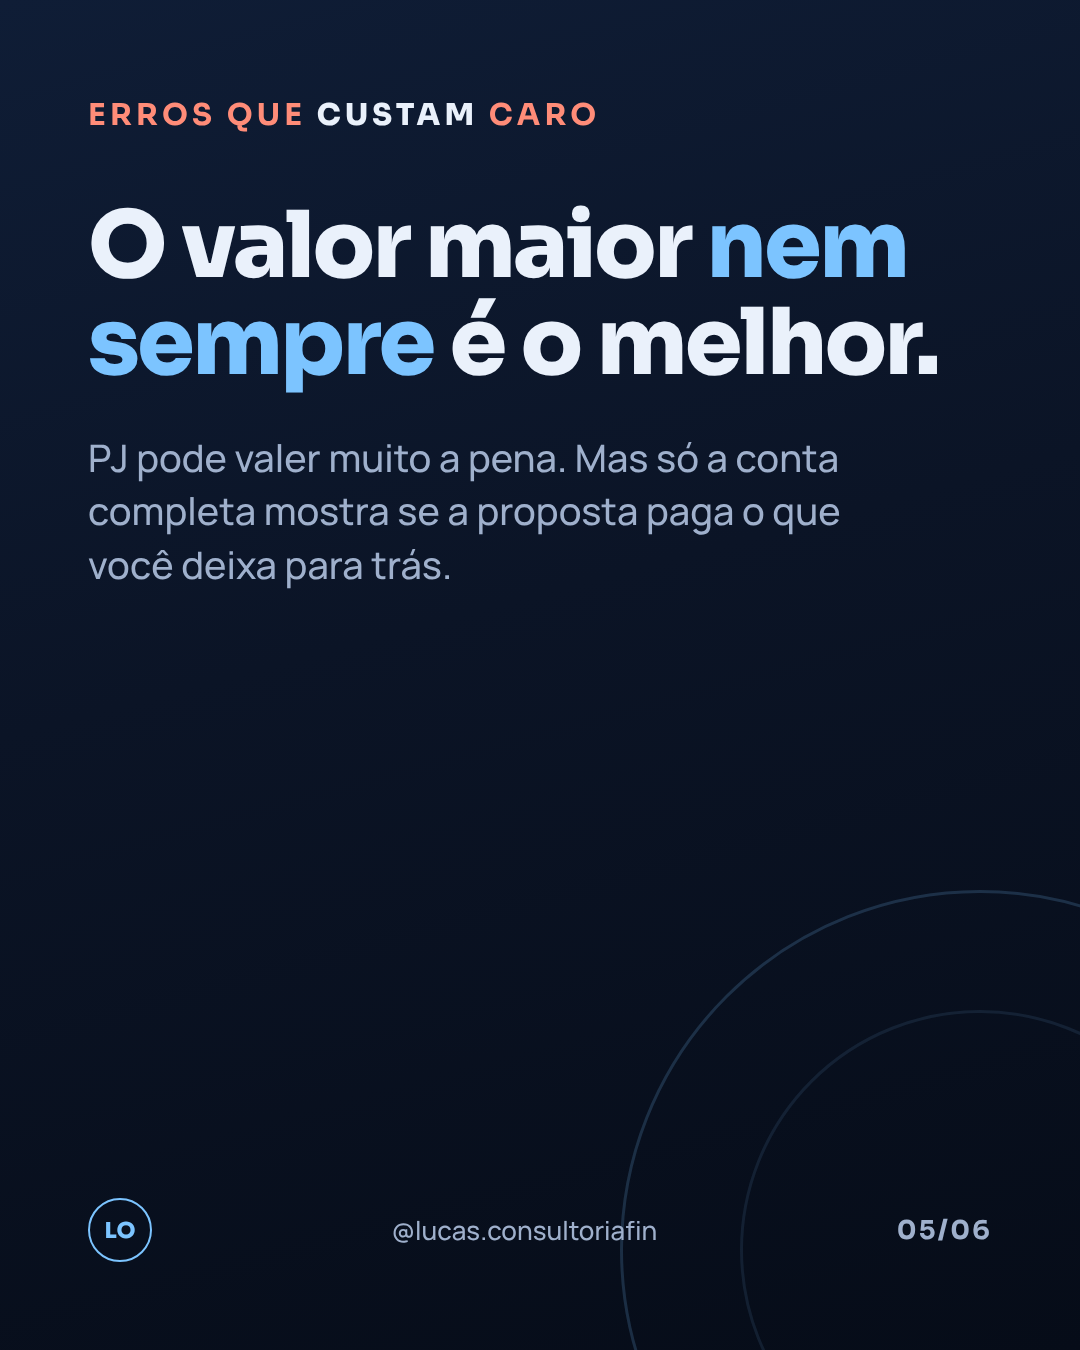 ERROS QUE CUSTAM CARO
O valor maior nem
sempre é o melhor.
PJ pode valer muito a pena. Mas só a conta
completa mostra se a proposta paga o que
você deixa para trás.
LO
@lucas.consultoriafin
05/06